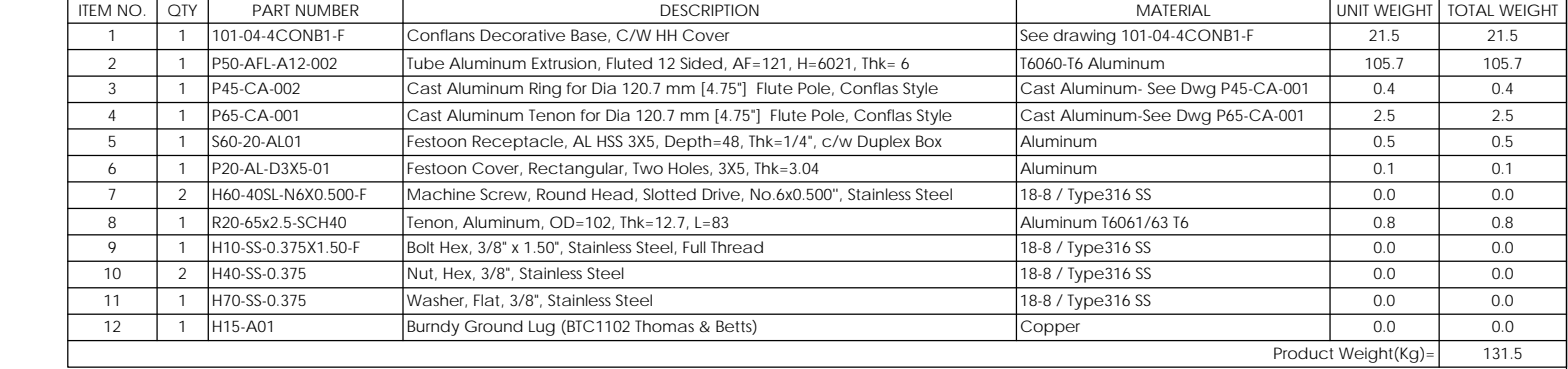 ITEM NO. QTY PART NUMBER DESCRIPTION MATERIAL UNIT WEIGHT TOTAL WEIGHT
1 1 101-04-4CONB1-F Conflans Decorative Base, C/W HH Cover See drawing 101-04-4CONB1-F 21.5 21.5
2 1 P50-AFL-A12-002 Tube Aluminum Extrusion, Fluted 12 Sided, AF=121, H=6021, Thk= 6 T6060-T6 Aluminum 105.7 105.7
3 1 P45-CA-002 Cast Aluminum Ring for Dia 120.7 mm [4.75"] Flute Pole, Conflas Style Cast Aluminum- See Dwg P45-CA-001 0.4 0.4
4 1 P65-CA-001 Cast Aluminum Tenon for Dia 120.7 mm [4.75"] Flute Pole, Conflas Style Cast Aluminum-See Dwg P65-CA-001 2.5 2.5
5 1 S60-20-AL01 Festoon Receptacle, AL HSS 3X5, Depth=48, Thk=1/4", c/w Duplex Box Aluminum 0.5 0.5
6 1 P20-AL-D3X5-01 Festoon Cover, Rectangular, Two Holes, 3X5, Thk=3.04 Aluminum 0.1 0.1
7 2 H60-40SL-N6X0.500-F Machine Screw, Round Head, Slotted Drive, No.6x0.500", Stainless Steel 18-8 / Type316 SS 0.0 0.0
8 1 R20-65x2.5-SCH40 Tenon, Aluminum, OD=102, Thk=12.7, L=83 Aluminum T6061/63 T6 0.8 0.8
9 1 H10-SS-0.375X1.50-F Bolt Hex, 3/8" x 1.50", Stainless Steel, Full Thread 18-8 / Type316 SS 0.0 0.0
10 2 H40-SS-0.375 Nut, Hex, 3/8", Stainless Steel 18-8 / Type316 SS 0.0 0.0
11 1 H70-SS-0.375 Washer, Flat, 3/8", Stainless Steel 18-8 / Type316 SS 0.0 0.0
12 1 H15-A01 Burndy Ground Lug (BTC1102 Thomas & Betts) Copper 0.0 0.0
Product Weight(Kg)= 131.5